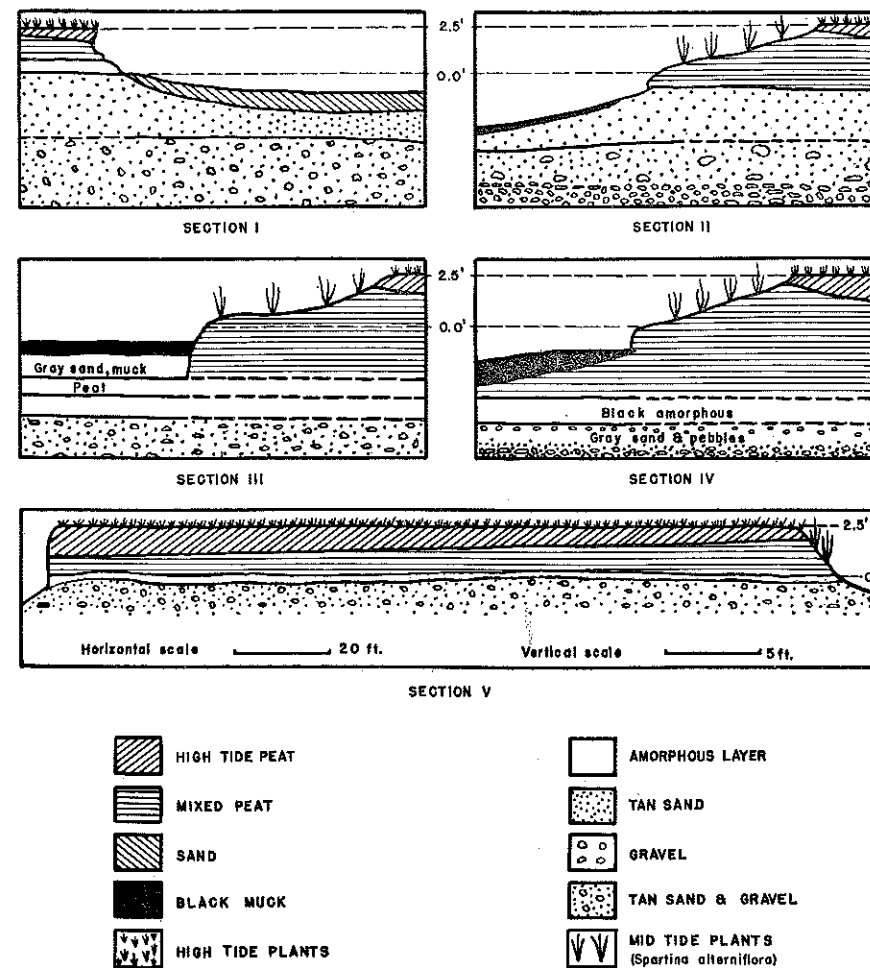 2.5'
0.0'
SECTION I
SECTION II
2.5'
0.0'
Gray sand, muck
Peat
Black amorphous
Gray sand & pebbles
SECTION III
SECTION IV
2.5'
0
Horizontal scale 20 ft.
Vertical scale 5 ft.
SECTION V
HIGH TIDE PEAT
MIXED PEAT
SAND
BLACK MUCK
HIGH TIDE PLANTS
AMORPHOUS LAYER
TAN SAND
GRAVEL
TAN SAND & GRAVEL
MID TIDE PLANTS
(Spartina alterniflora)